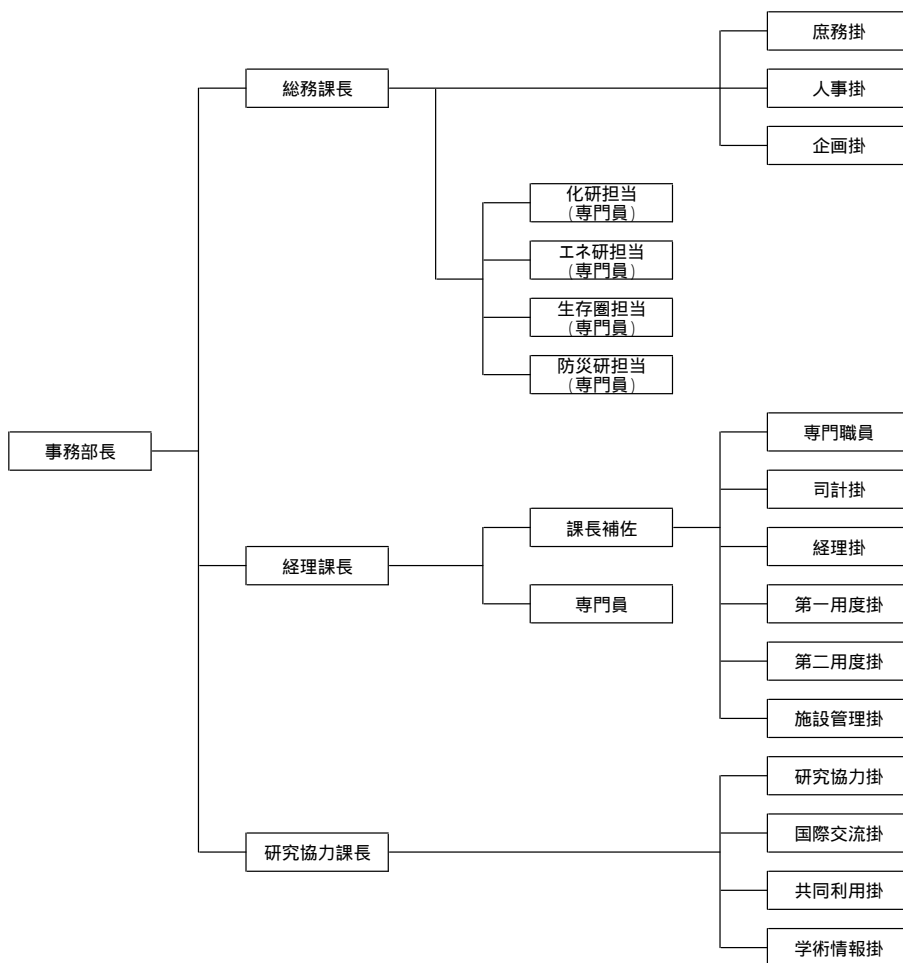 庶務掛
総務課長
人事掛
企画掛
化研担当
(専門員)
エネ研担当
(専門員)
生存圏担当
(専門員)
防災研担当
(専門員)
専門職員
事務部長
司計掛
課長補佐
経理掛
経理課長
専門員
第一用度掛
第二用度掛
施設管理掛
研究協力掛
国際交流掛
研究協力課長
共同利用掛
学術情報掛